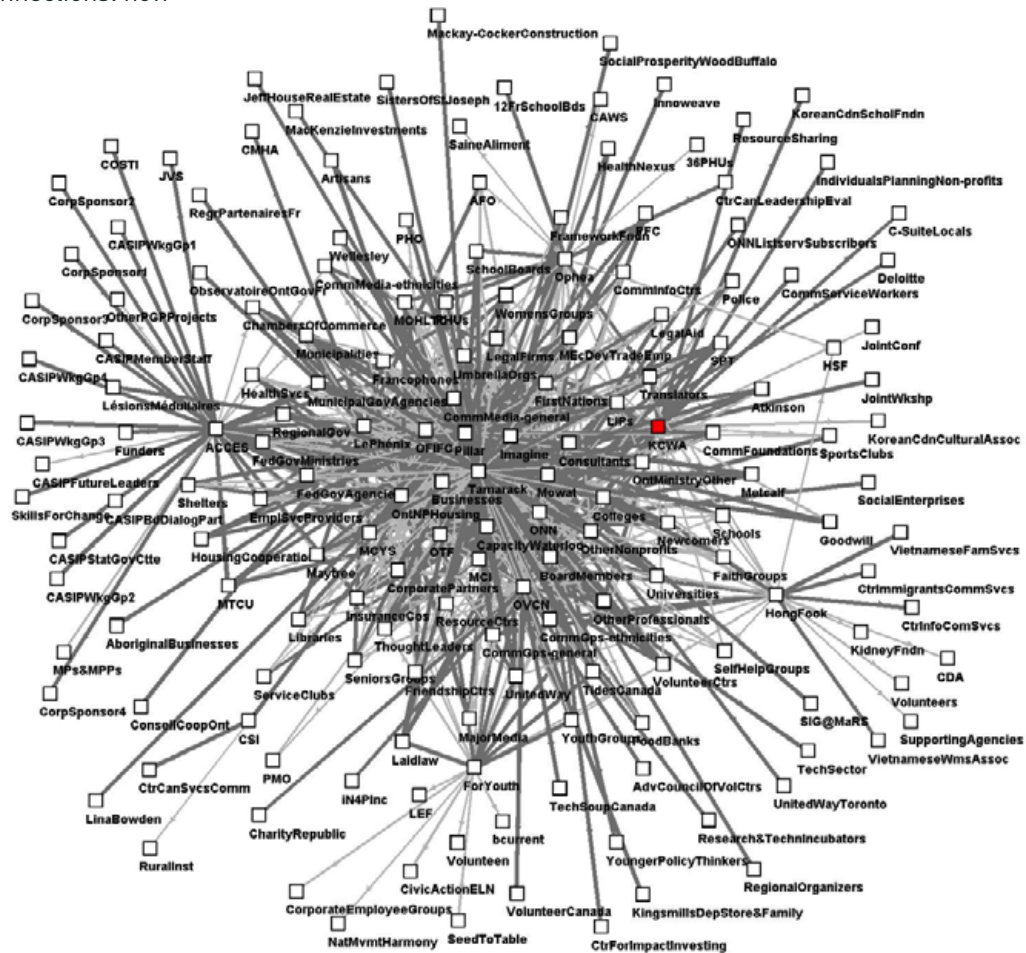 Mackay-CockerConstruction
SocialProsperityWoodBuffalo
JeffHouseRealEstate
SistersOfStJoseph
12FrSchoolBds
CAWS
Innoweave
KoreanCdnScholFndn
MacKenzieInvestments
ResourceSharing
CMHA
SaineAliment
HealthNexus
36PHUs
COSTI
JVS
Artisans
IndividualsPlanningNon-profits
CorpSponsor2
RegrPartenairesFr
AFO
CtrCanLeadershipEval
CASIPWkgGp1
PHO
FrameworkFndn
C-SuiteLocals
Wellesley
SchoolBoards
ONNListservSubscribers
CorpSponsor1
CommMedia-ethnicities
Ophea
Deloitte
ObservatoireOntGovFr
CommInfoCtrs
CommServiceWorkers
OtherPGPProjects
Police
CorpSponsor3
ChambersOfCommerce
WomensGroups
LegalAid
JointConf
CASIPMemberStaff
Municipalities
LegalFirms
MEcDevTradeEmp
SPT
HSF
CASIPWkgGp4
Francophones
UmbrellaOrgs
HealthSvcs
MunicipalGovAgencies
FirstNations
Translators
JointWkshp
LésionsMédullaires
CommMedia-general
LIPs
Atkinson
RegionalGov
LePhénix
CASIPWkgGp3
Funders
ACCES
OFIFC
Pillar
Imagine
KCWA
CommFoundations
KoreanCdnCulturalAssoc
SportsClubs
FedGovMinistries
Consultants
OntMinistryOther
CASIPFutureLeaders
Tamarack
Mowat
Metcalf
SocialEnterprises
SkillsForChange
Shelters
FedGovAgencie
Businesses
CASIPBdDialogPart
EmplSvcProviders
OntNPHousing
Colleges
ONN
Schools
Goodwill
CASIPStatGovCtte
HousingCooperatio
MCYS
OTF
CapacityWaterloo
OtherNonprofits
Newcomers
VietnameseFamSvcs
Maytree
MCI
BoardMembers
FaithGroups
CASIPWkgGp2
MTCU
CorporatePartners
Universities
HongFook
CtrImmigrantsCommSvcs
InsuranceCos
OVCN
OtherProfessionals
AboriginalBusinesses
Libraries
ResourceCtrs
CtrInfoComSvcs
ThoughtLeaders
CommGps-ethnicities
KidneyFndn
MPs&MPPs
CommGps-general
SeniorsGroups
SelfHelpGroups
CDA
ServiceClubs
FriendshipCtrs
UnitedWay
TidesCanada
VolunteerCtrs
Volunteers
CorpSponsor4
ConseilCoopOnt
SIG@MaRS
CSI
MajorMedia
YouthGroups
FoodBanks
SupportingAgencies
PMO
Laidlaw
ForYouth
TechSector
VietnameseWmsAssoc
CtrCanSvcsComm
iN4PInc
AdvCouncilOfVolCtrs
LinaBowden
LEF
TechSoupCanada
UnitedWayToronto
CharityRepublic
bcurrent
Research&TechnIncubators
RuralInst
Volunteen
YoungerPolicyThinkers
CivicActionELN
RegionalOrganizers
CorporateEmployeeGroups
VolunteerCanada
KingsmillsDepStore&Family
NatMvmtHarmony
SeedToTable
CtrForImpactInvesting